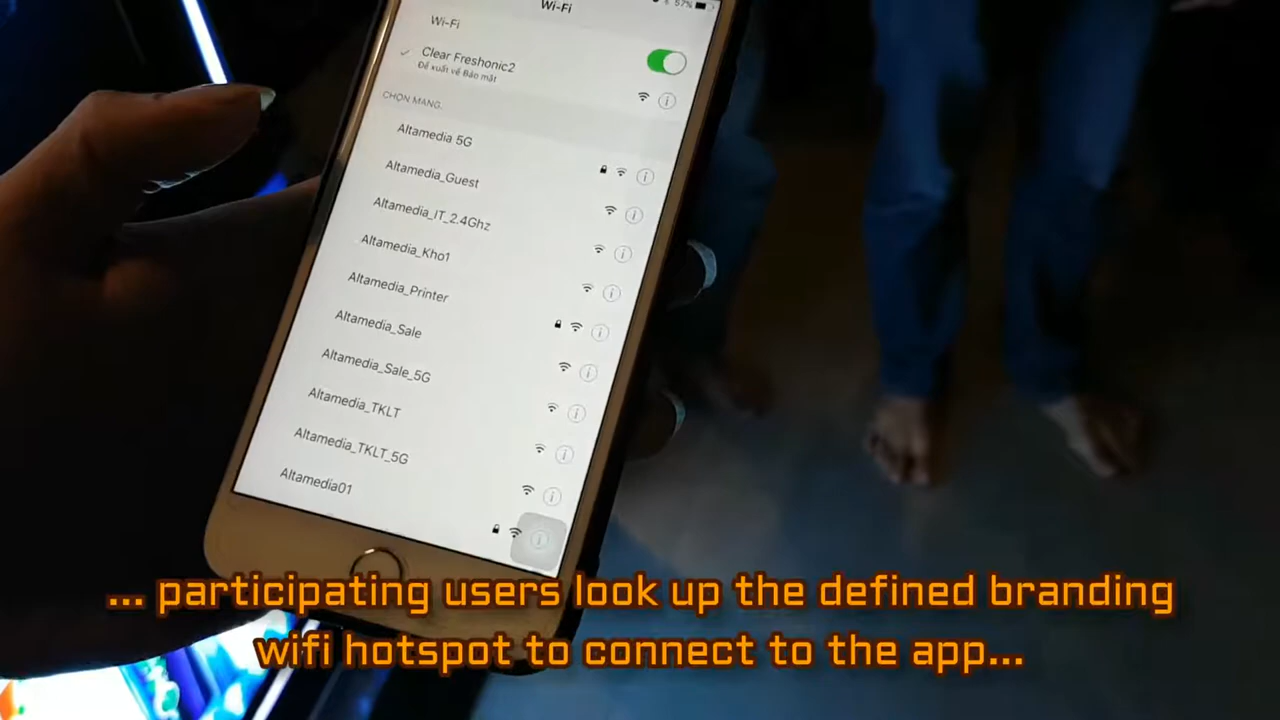 57%
Wi-Fi
Wi-Fi
Clear Freshonic2
Đề xuất về Bảo mật
CHỌN MẠNG.
Altamedia 5G
Altamedia_Guest
Altamedia_IT_2.4Ghz
Altamedia_Kho1
Altamedia_Printer
Altamedia_Sale
Altamedia_Sale_5G
Altamedia_TKLT
Altamedia_TKLT_5G
Altamedia01
... participating users look up the defined branding
wifi hotspot to connect to the app...